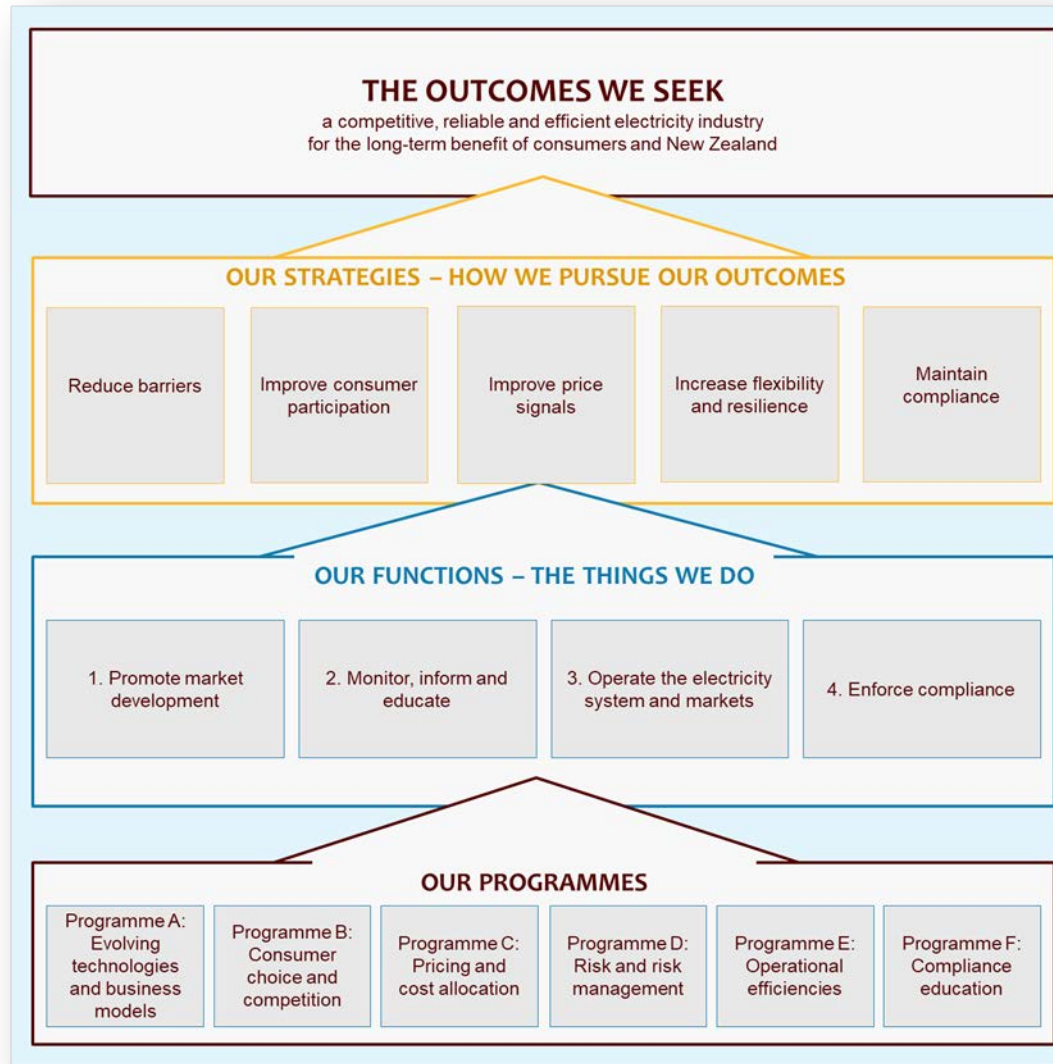 THE OUTCOMES WE SEEK
a competitive, reliable and efficient electricity industry
for the long-term benefit of consumers and New Zealand
OUR STRATEGIES – HOW WE PURSUE OUR OUTCOMES
Reduce barriers
Improve consumer
participation
Improve price
signals
Increase flexibility
and resilience
Maintain
compliance
OUR FUNCTIONS – THE THINGS WE DO
1. Promote market
development
2. Monitor, inform and
educate
3. Operate the electricity
system and markets
4. Enforce compliance
OUR PROGRAMMES
Programme A:
Evolving
technologies
and business
models
Programme B:
Consumer
choice and
competition
Programme C:
Pricing and
cost allocation
Programme D:
Risk and risk
management
Programme E:
Operational
efficiencies
Programme F:
Compliance
education